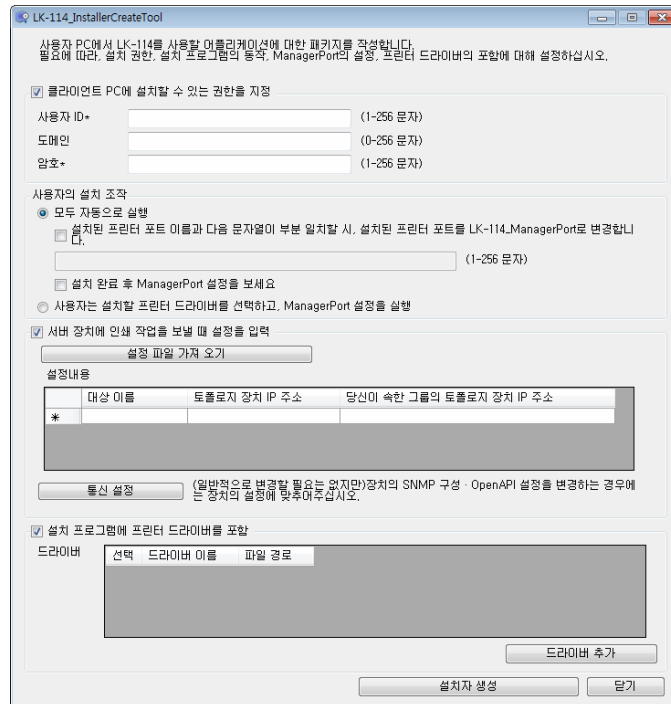 LK-114_InstallerCreateTool
사용자 PC에서 LK-114를 사용할 어플리케이션에 대한 패키지를 작성합니다.
필요에 따라, 설치 권한, 설치 프로그램의 동작, ManagerPort의 설정, 프린터 드라이버의 포함에 대해 설정하십시오.
클라이언트 PC에 설치할 수 있는 권한을 지정
사용자 ID* (1-256 문자)
도메인 (0-256 문자)
암호* (1-256 문자)
사용자의 설치 조작
모두 자동으로 실행
설치된 프린터 포트 이름과 다음 문자열이 부분 일치할 시, 설치된 프린터 포트를 LK-114_ManagerPort로 변경합니
다.
(1-256 문자)
설치 완료 후 ManagerPort 설정을 보세요
사용자는 설치할 프린터 드라이버를 선택하고, ManagerPort 설정을 실행
서버 장치에 인쇄 작업을 보낼 때 설정을 입력
설정 파일 가져 오기
설정내용
대상 이름 토폴로지 장치 IP 주소 당신이 속한 그룹의 토폴로지 장치 IP 주소
*
통신 설정 (일반적으로 변경할 필요는 없지만)장치의 SNMP 구성 · OpenAPI 설정을 변경하는 경우에
는 장치의 설정에 맞추어주십시오.
설치 프로그램에 프린터 드라이버를 포함
드라이버 선택 드라이버 이름 파일 경로
드라이버 추가
설치자 생성 닫기